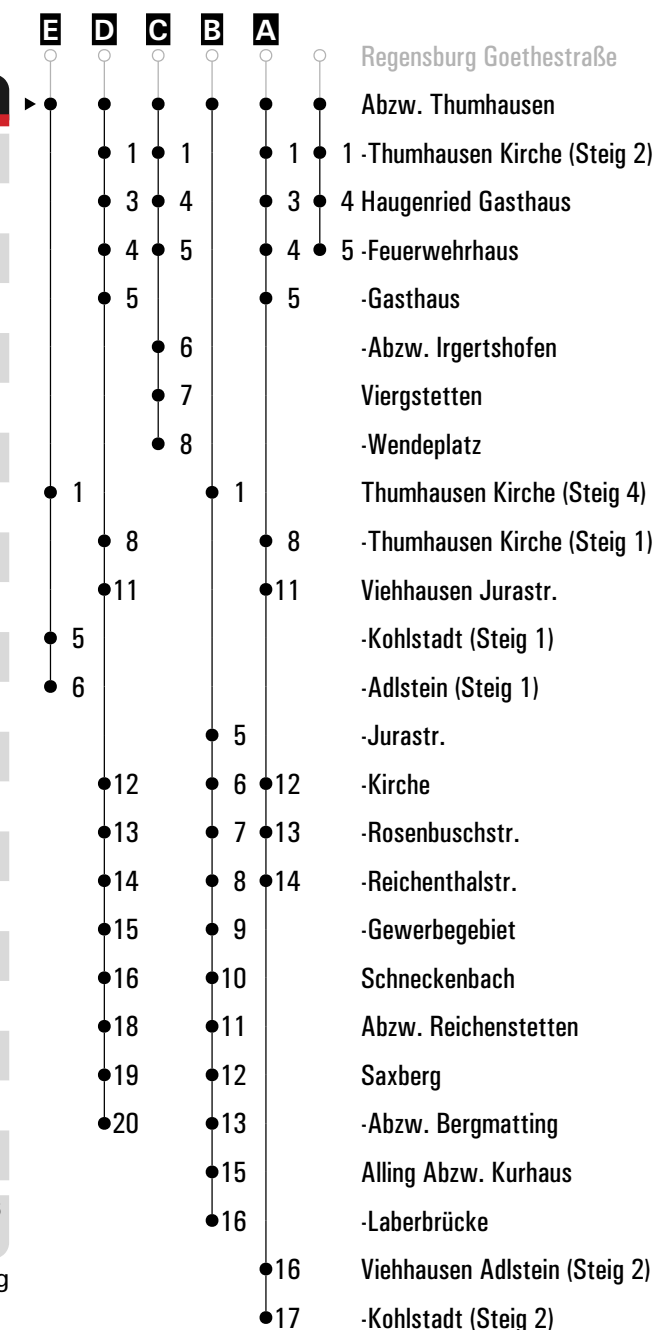 E D C B A
Regensburg Goethestraße
Abzw. Thumhausen
1 1 1 1 -Thumhausen Kirche (Steig 2)
3 4 3 4 Haugenried Gasthaus
4 5 4 5 -Feuerwehrhaus
5 5 -Gasthaus
6 -Abzw. Irgertshofen
7 Viergstetten
8 -Wendeplatz
1 1 Thumhausen Kirche (Steig 4)
8 8 -Thumhausen Kirche (Steig 1)
11 11 Viehhausen Jurastr.
5 -Kohlstadt (Steig 1)
6 -Adlstein (Steig 1)
5 -Jurastr.
12 6 12 -Kirche
13 7 13 -Rosenbuschstr.
14 8 14 -Reichenthalstr.
15 9 -Gewerbegebiet
16 10 Schneckenbach
18 11 Abzw. Reichenstetten
19 12 Saxberg
20 13 -Abzw. Bergmatting
15 Alling Abzw. Kurhaus
16 -Laberbrücke
g 16 Viehhausen Adlstein (Steig 2)
17 -Kohlstadt (Steig 2)